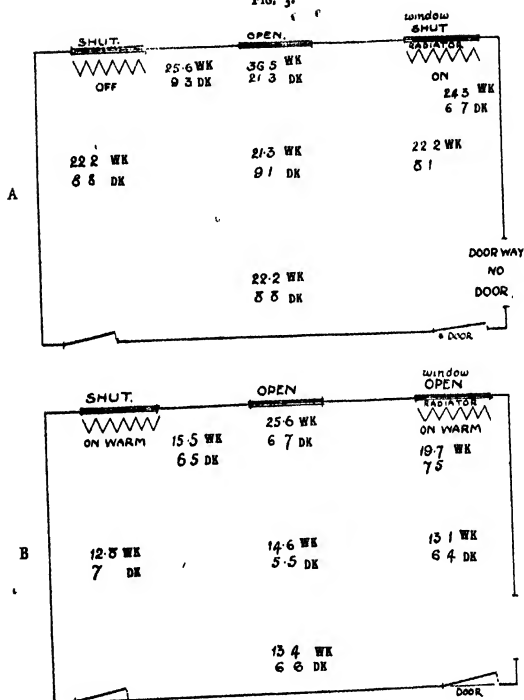 FIG. 3.
window
SHUT. OPEN. SHUT
RADIATOR
OFF 25.6 WK 36 5 WK ON
9 3 DK 21 3 DK 24 3 WK
6 7 DK
22 2 WK 21.3 WK 22 2 WK
8 8 DK 9 1 DK 8 1
A
DOORWAY
NO
DOOR.
22.2 WK
8 8 DK
DOOR
window
SHUT. OPEN OPEN
RADIATOR
ON WARM 15.5 WK 25.6 WK ON WARM
6 5 DK 6 7 DK 19.7 WK
7 5
B
12.8 WK 14.6 WK 13 1 WK
7 DK 5.5 DK 6 4 DK
13 4 WK
6 6 DK
DOOR